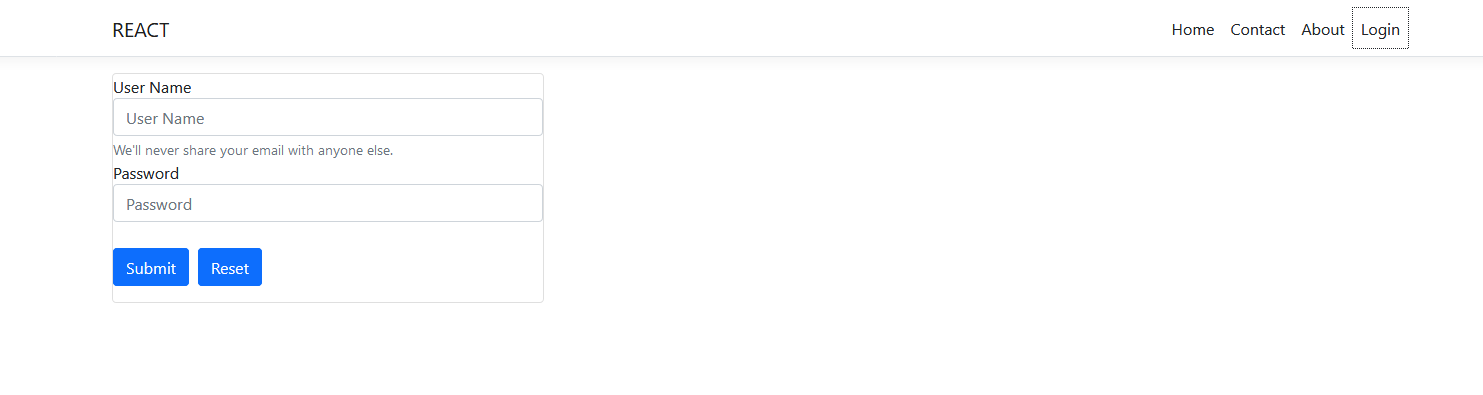 REACT Home Contact About Login
User Name
User Name
We'll never share your email with anyone else.
Password
Password
Submit Reset